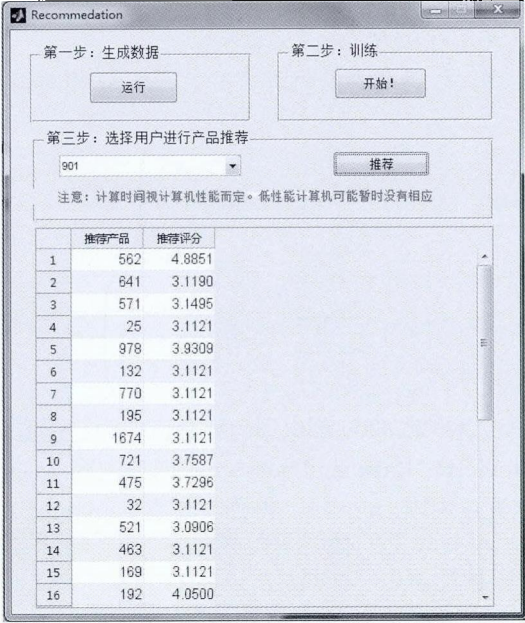 Recommedation
第一步：生成数据
第二步：训练
运行
开始！
第三步：选择用户进行产品推荐
901
推荐
注意：计算时间视计算机性能而定。低性能计算机可能暂时没有相应
推荐产品 推荐评分
1 562 4.8851
2 641 3.1190
3 571 3.1495
4 25 3.1121
5 978 3.9309
6 132 3.1121
7 770 3.1121
8 195 3.1121
9 1674 3.1121
10 721 3.7587
11 475 3.7296
12 32 3.1121
13 521 3.0906
14 463 3.1121
15 169 3.1121
16 192 4.0500